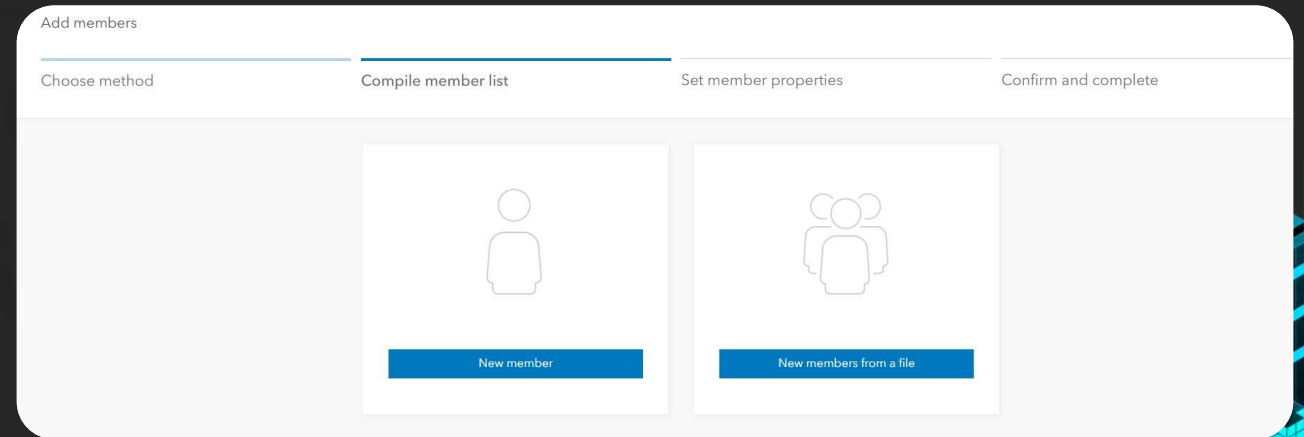 Add members
Choose method
Compile member list
Set member properties
Confirm and complete
New member
New members from a file